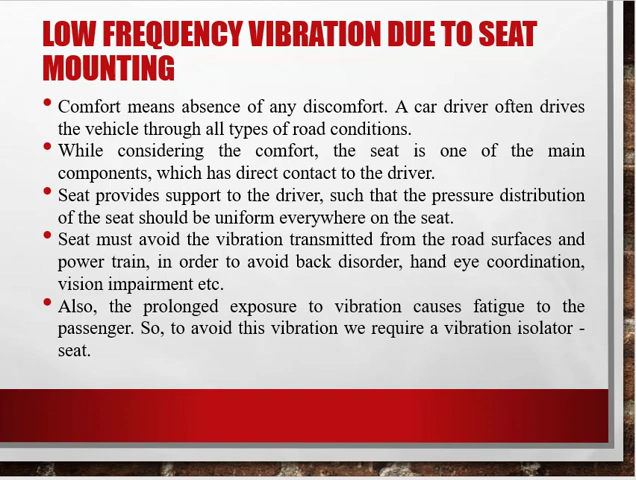 LOW FREQUENCY VIBRATION DUE TO SEAT
MOUNTING
• Comfort means absence of any discomfort. A car driver often drives
the vehicle through all types of road conditions.
• While considering the comfort, the seat is one of the main
components, which has direct contact to the driver.
• Seat provides support to the driver, such that the pressure distribution
of the seat should be uniform everywhere on the seat.
• Seat must avoid the vibration transmitted from the road surfaces and
power train, in order to avoid back disorder, hand eye coordination,
vision impairment etc.
• Also, the prolonged exposure to vibration causes fatigue to the
passenger. So, to avoid this vibration we require a vibration isolator -
seat.